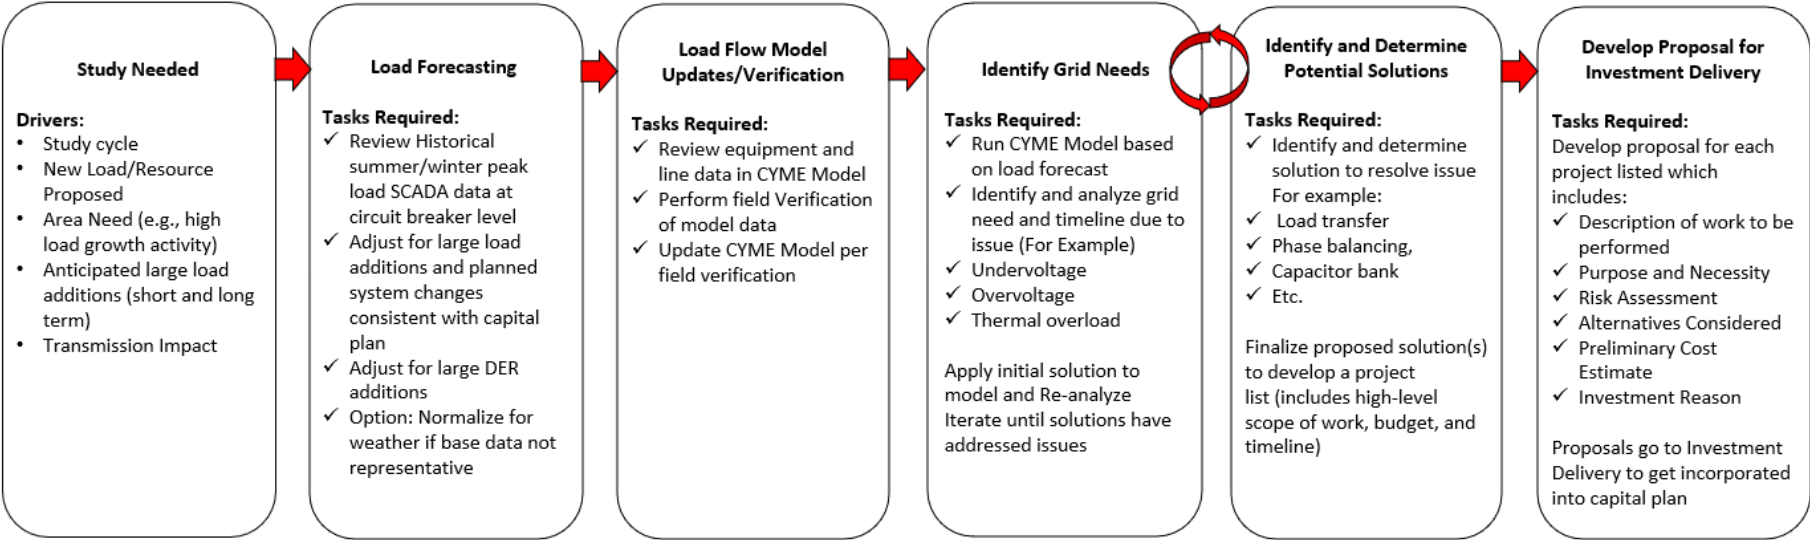 Study Needed
Drivers:
• Study cycle
• New Load/Resource
Proposed
• Area Need (e.g., high
load growth activity)
• Anticipated large load
additions (short and long
term)
• Transmission Impact
Load Forecasting
Tasks Required:
✓ Review Historical
summer/winter peak
load SCADA data at
circuit breaker level
✓ Adjust for large load
additions and planned
system changes
consistent with capital
plan
✓ Adjust for large DER
additions
✓ Option: Normalize for
weather if base data not
representative
Load Flow Model
Updates/Verification
Tasks Required:
✓ Review equipment and
line data in CYME Model
✓ Perform field Verification
of model data
✓ Update CYME Model per
field verification
Identify Grid Needs
Tasks Required:
✓ Run CYME Model based
on load forecast
✓ Identify and analyze grid
need and timeline due to
issue (For Example)
✓ Undervoltage
✓ Overvoltage
✓ Thermal overload
Apply initial solution to
model and Re-analyze
Iterate until solutions have
addressed issues
Identify and Determine
Potential Solutions
Tasks Required:
✓ Identify and determine
solution to resolve issue
For example:
✓ Load transfer
✓ Phase balancing,
✓ Capacitor bank
✓ Etc.
Finalize proposed solution(s)
to develop a project
list (includes high-level
scope of work, budget, and
timeline)
Develop Proposal for
Investment Delivery
Tasks Required:
Develop proposal for each
project listed which
includes:
✓ Description of work to be
performed
✓ Purpose and Necessity
✓ Risk Assessment
✓ Alternatives Considered
✓ Preliminary Cost
Estimate
✓ Investment Reason
Proposals go to Investment
Delivery to get incorporated
into capital plan